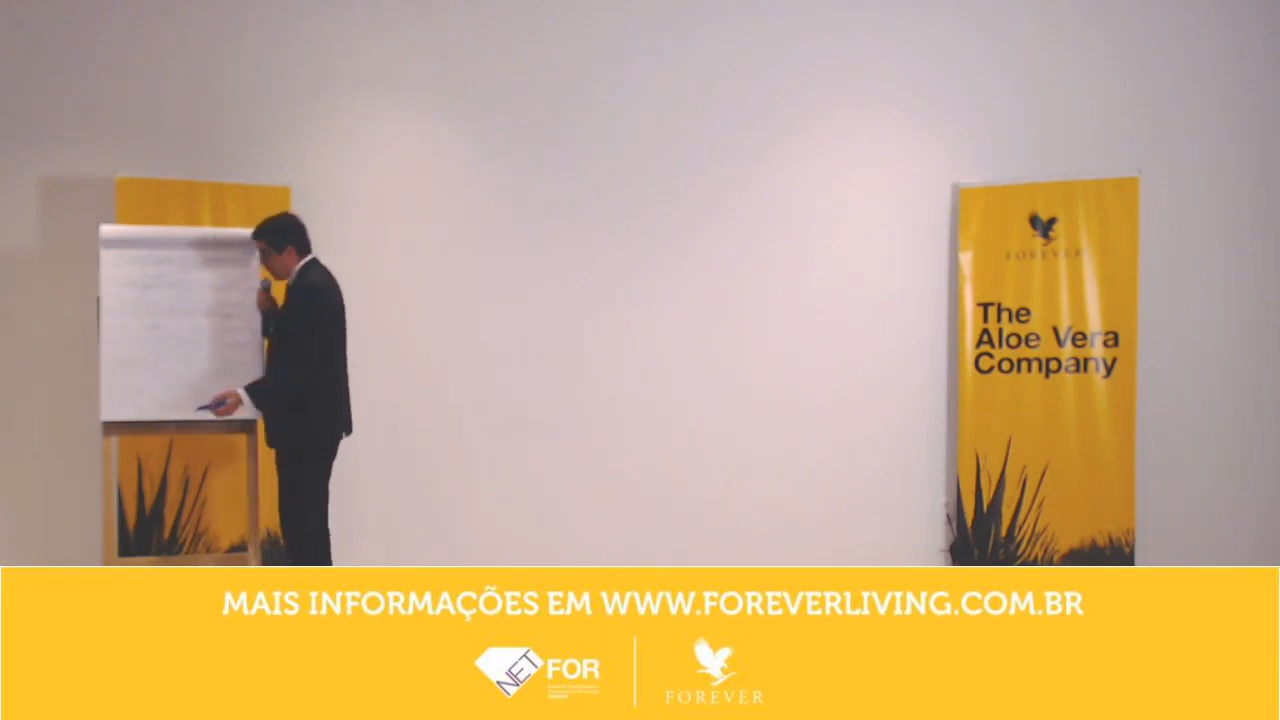 FOREVER
The
Aloe Vera
Company
MAIS INFORMAÇÕES EM WWW.FOREVERLIVING.COM.BR
NET FOR
FOREVER